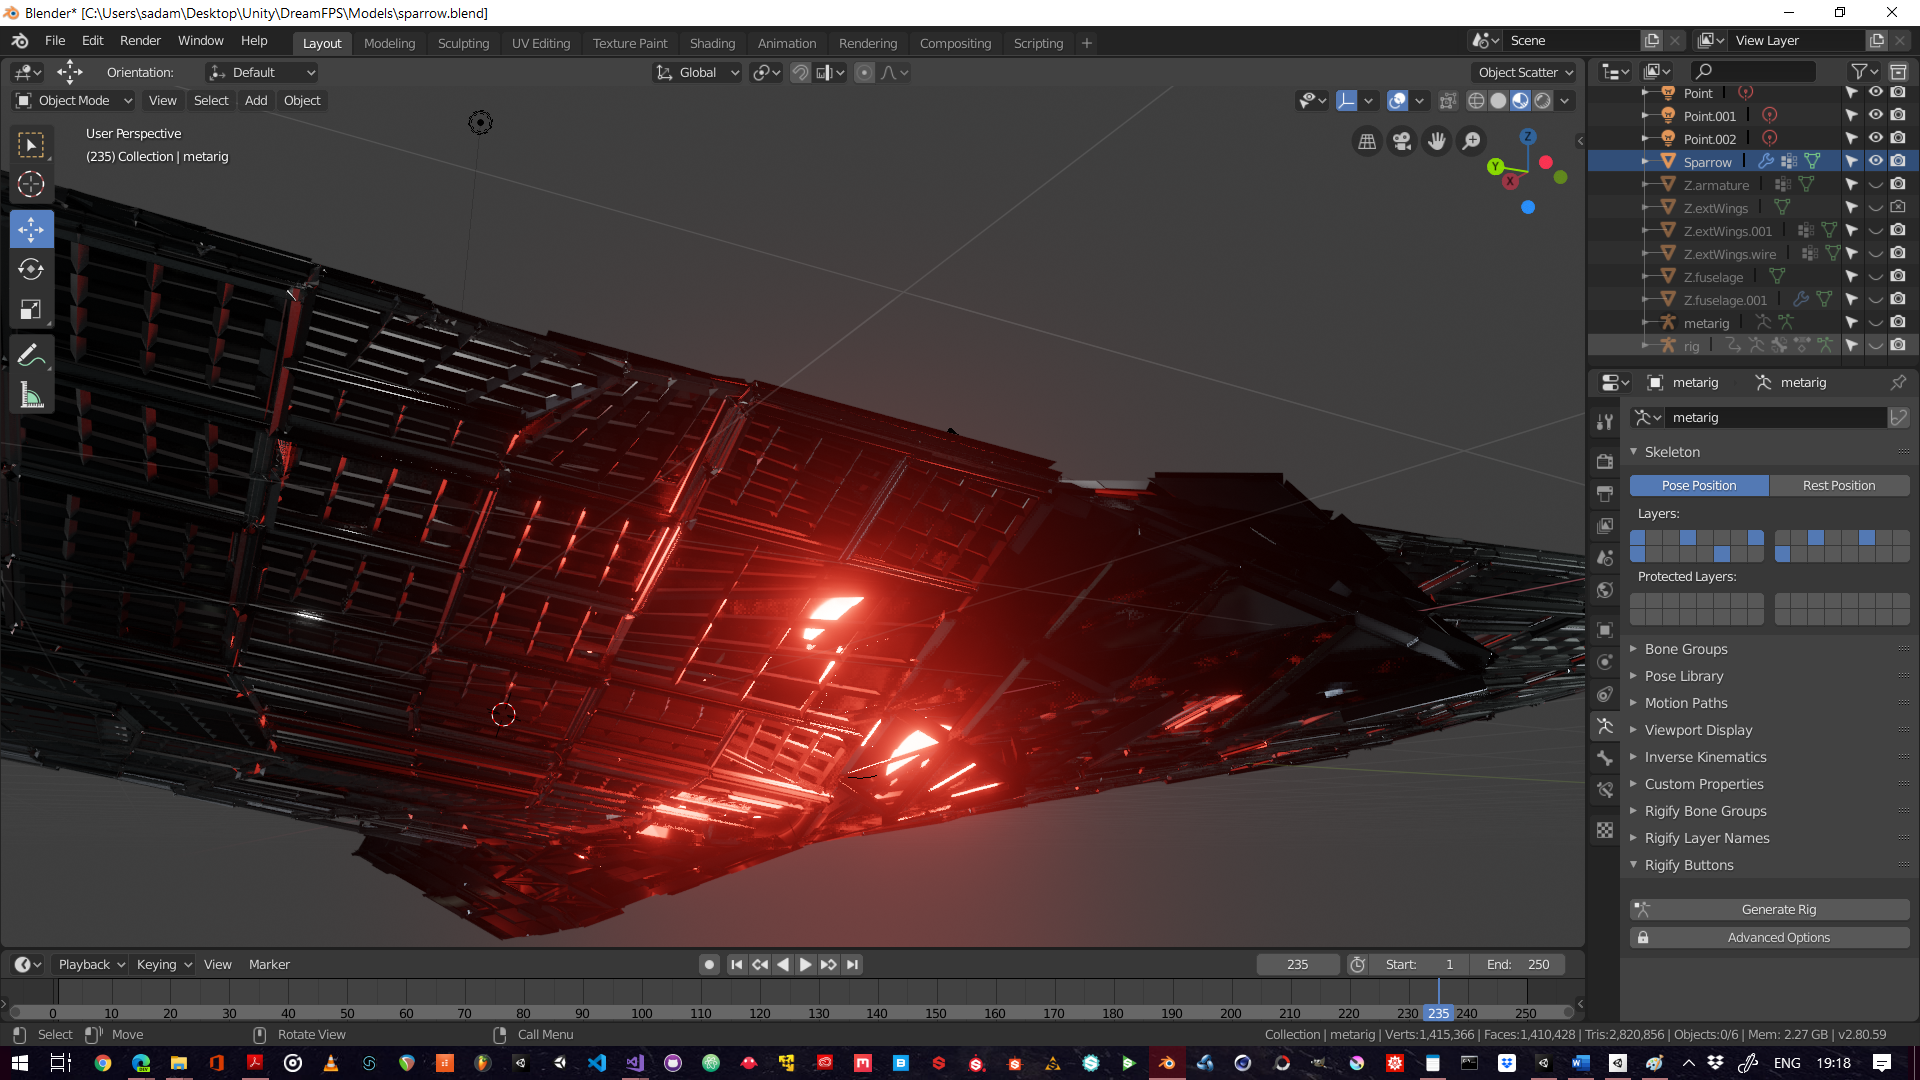 Blender* [C:\Users\sadam\Desktop\Unity\DreamFPS\Models\sparrow.blend]
File Edit Render Window Help Layout Modeling Sculpting UV Editing Texture Paint Shading Animation Rendering Compositing Scripting + Scene View Layer
Orientation: Default Global Object Scatter
Object Mode View Select Add Object
User Perspective
(235) Collection | metarig
Z
Y
X
Point
Point.001
Point.002
Sparrow
Z.armature
Z.extWings
Z.extWings.001
Z.extWings.wire
Z.fuselage
Z.fuselage.001
metarig
rig
metarig metarig
metarig
Skeleton
Pose Position Rest Position
Layers:
Protected Layers:
Bone Groups
Pose Library
Motion Paths
Viewport Display
Inverse Kinematics
Custom Properties
Rigify Bone Groups
Rigify Layer Names
Rigify Buttons
Generate Rig
Advanced Options
Playback Keying View Marker 235 Start: 1 End: 250
0 10 20 30 40 50 60 70 80 90 100 110 120 130 140 150 160 170 180 190 200 210 220 230 235 240 250
Select Move Rotate View Call Menu Collection | metarig | Verts:1,415,366 | Faces:1,410,428 | Tris:2,820,856 | Objects:0/6 | Mem: 2.27 GB | v2.80.59
ENG 19:18